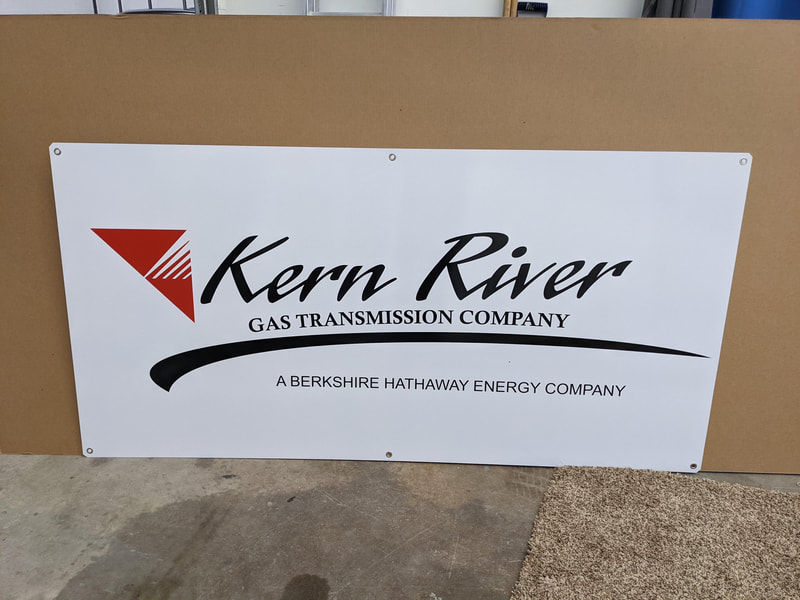 Kern River
GAS TRANSMISSION COMPANY
A BERKSHIRE HATHAWAY ENERGY COMPANY